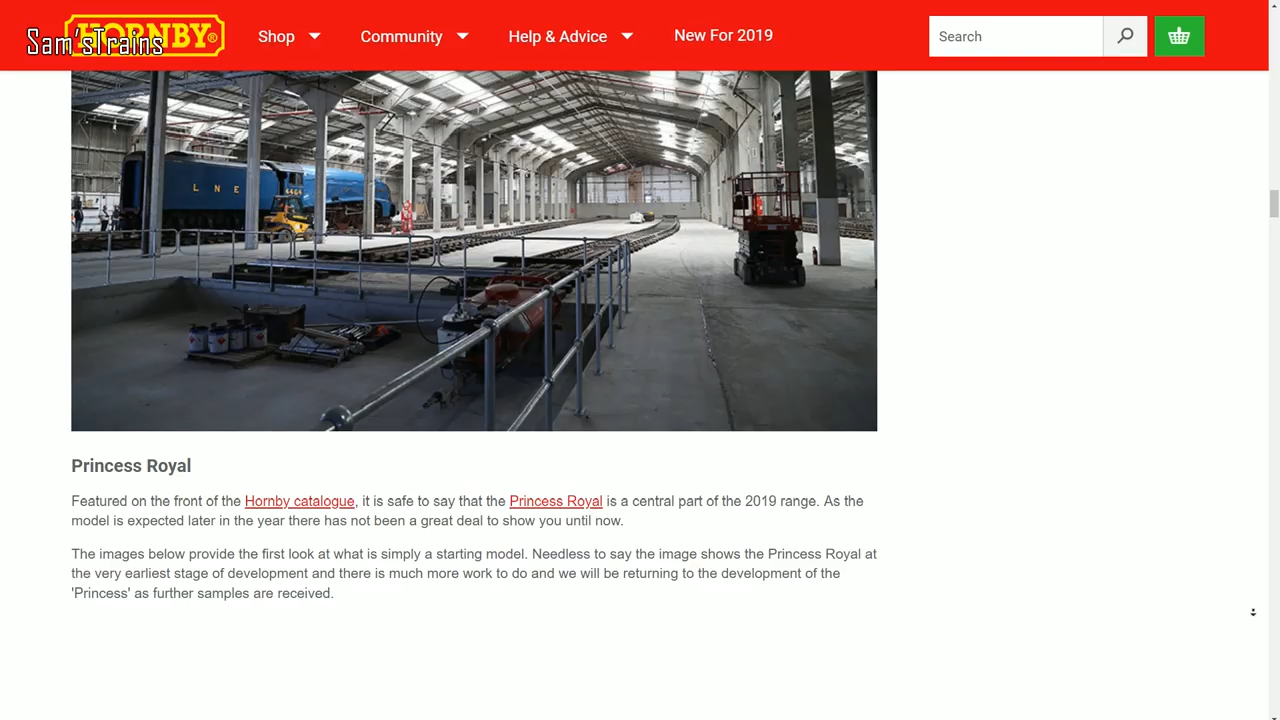 Sam'sTrains
HORNBY®
Shop
Community
Help & Advice
New For 2019
Search
L N E
4464
Princess Royal
Featured on the front of the Hornby catalogue, it is safe to say that the Princess Royal is a central part of the 2019 range. As the
model is expected later in the year there has not been a great deal to show you until now.
The images below provide the first look at what is simply a starting model. Needless to say the image shows the Princess Royal at
the very earliest stage of development and there is much more work to do and we will be returning to the development of the
'Princess' as further samples are received.